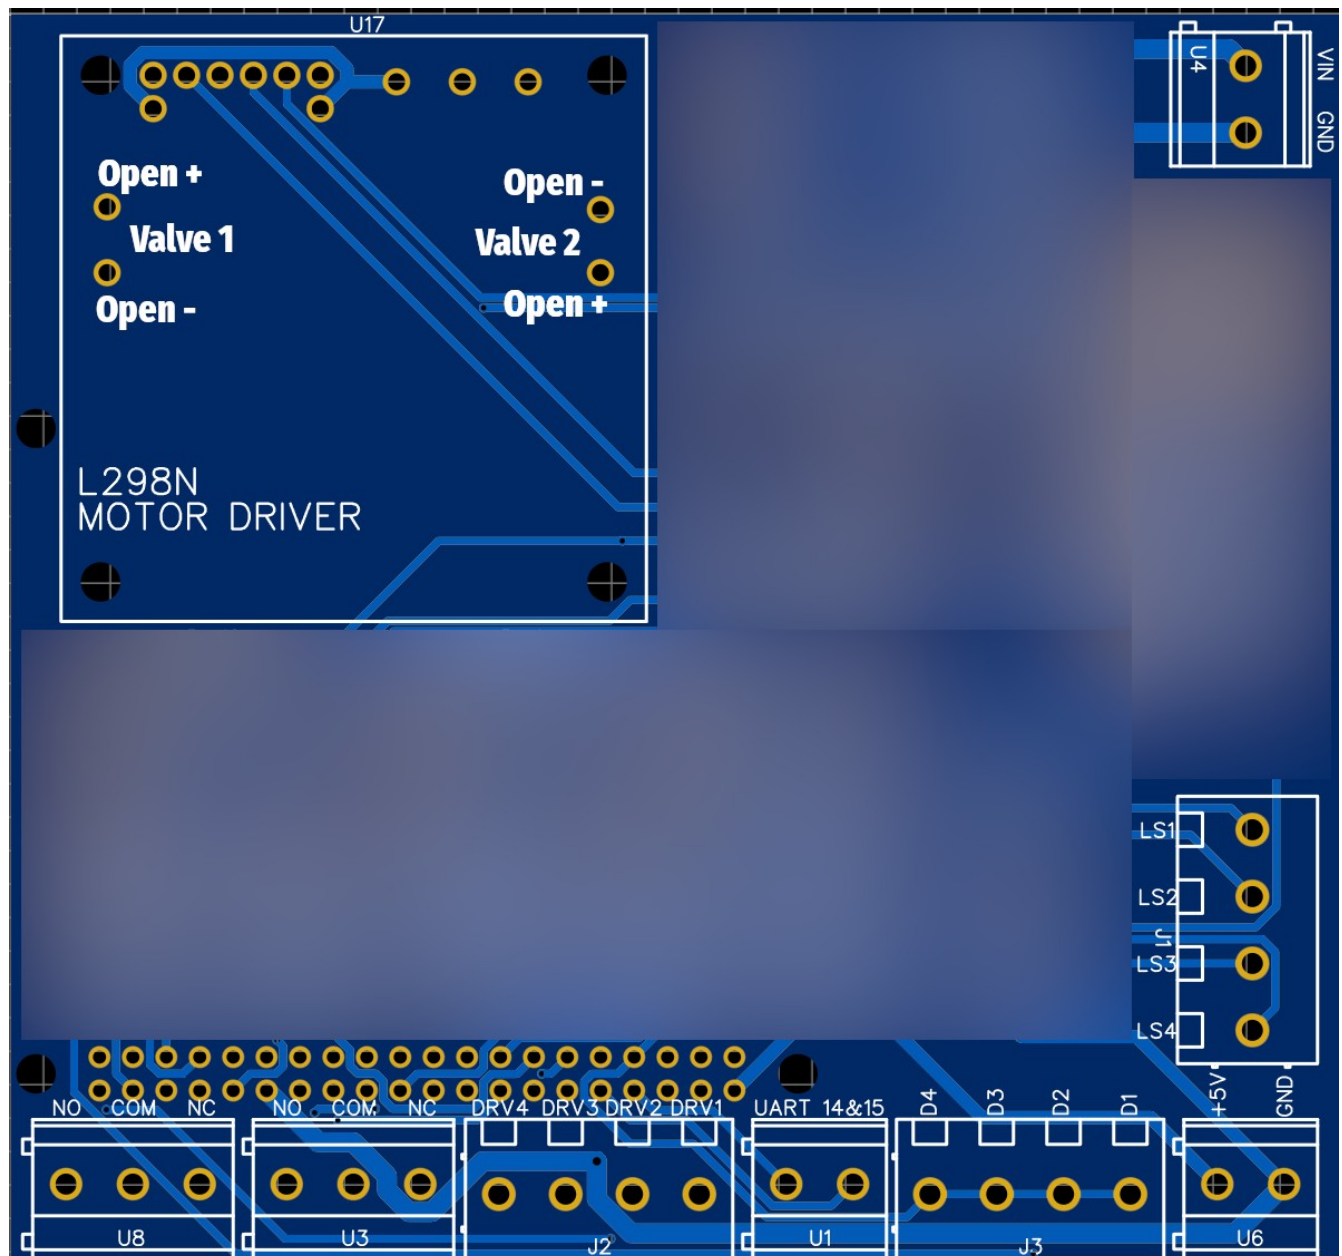 U17
U4
VIN
GND
Open +
Open -
Valve 1
Valve 2
Open -
Open +
L298N
MOTOR DRIVER
LS1
LS2
J1
LS3
LS4
+5V
GND
NO COM NC
NO COM NC
DRV4 DRV3 DRV2 DRV1
UART 14&15
D4
D3
D2
D1
U8
U3
J2
U1
J3
U6